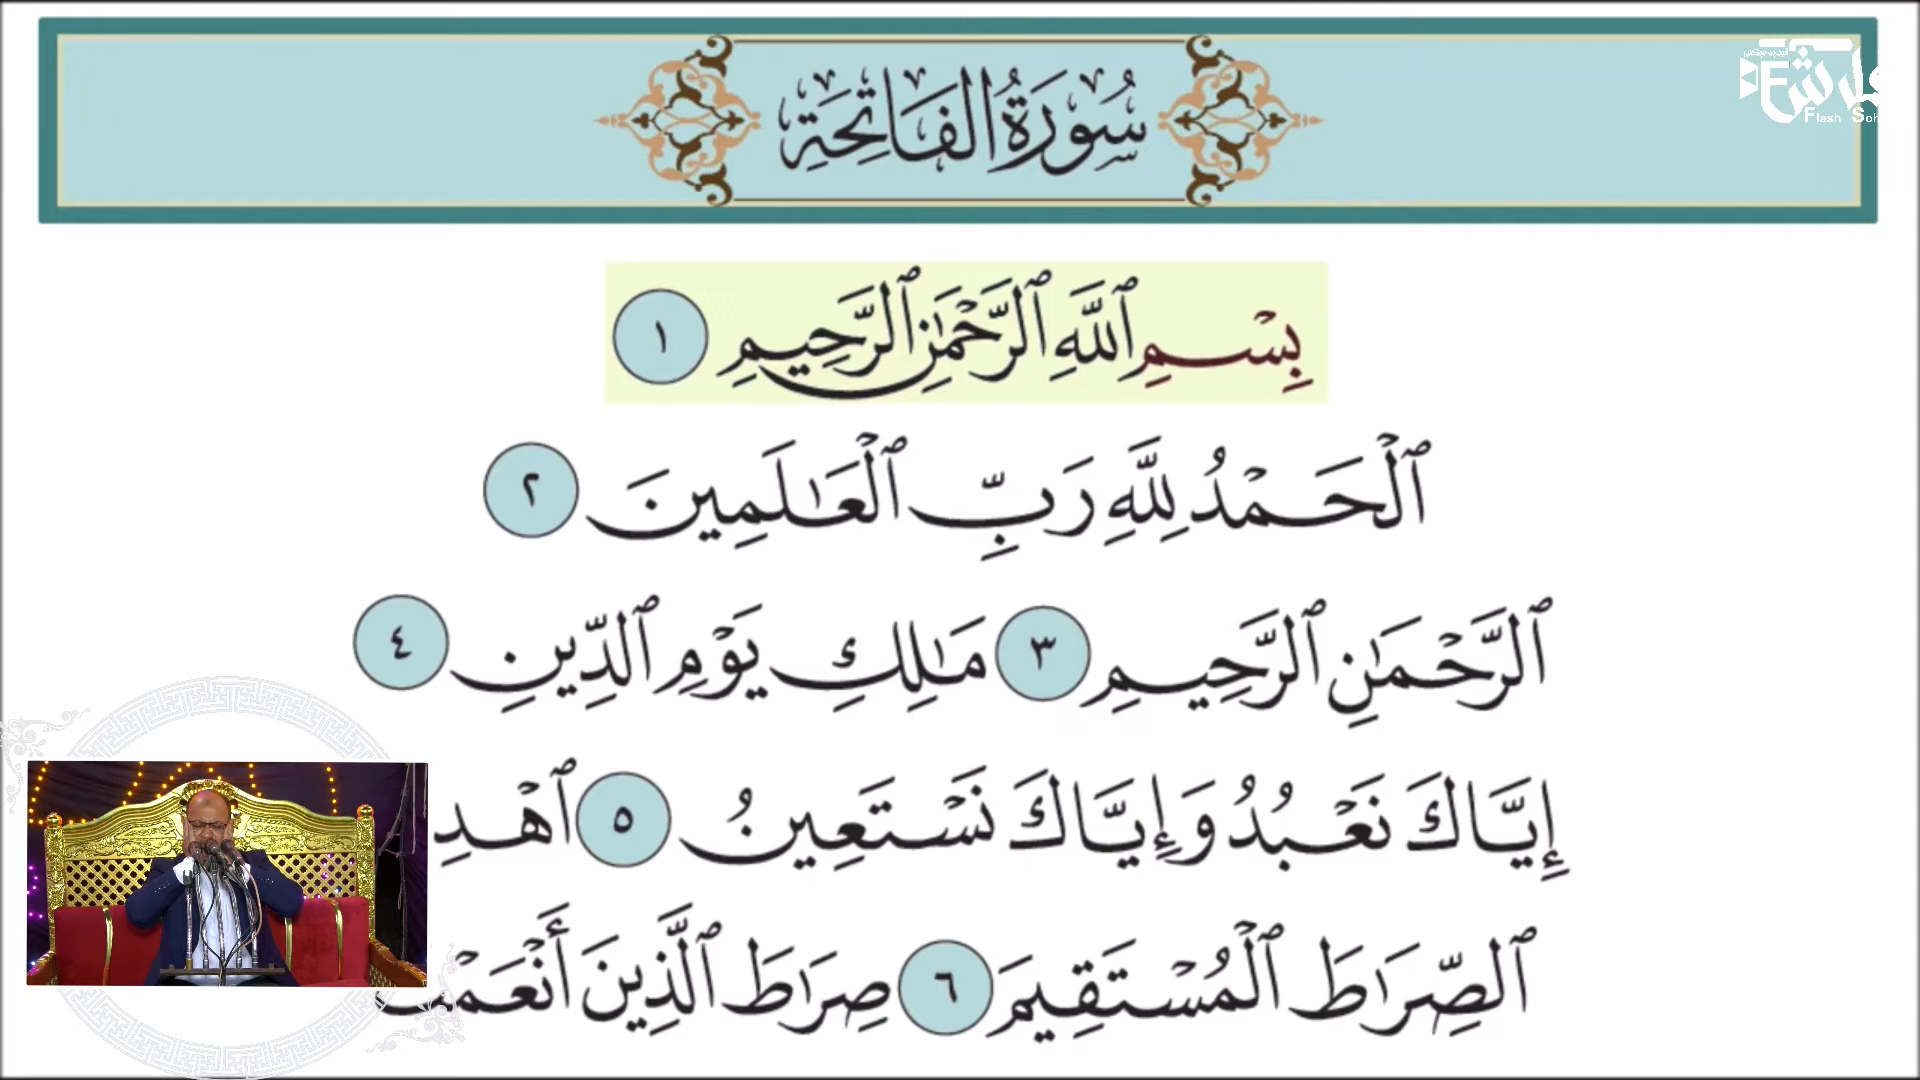 سُورَةُ الفَاتِحَةِ
بِسْمِ ٱللَّهِ ٱلرَّحْمَٰنِ ٱلرَّحِيمِ ١
ٱلْحَمْدُ لِلَّهِ رَبِّ ٱلْعَٰلَمِينَ ٢
ٱلرَّحْمَٰنِ ٱلرَّحِيمِ ٣ مَٰلِكِ يَوْمِ ٱلدِّينِ ٤
إِيَّاكَ نَعْبُدُ وَإِيَّاكَ نَسْتَعِينُ ٥ ٱهْدِ
ٱلصِّرَٰطَ ٱلْمُسْتَقِيمَ ٦ صِرَٰطَ ٱلَّذِينَ أَنْعَمْتَ
Flash